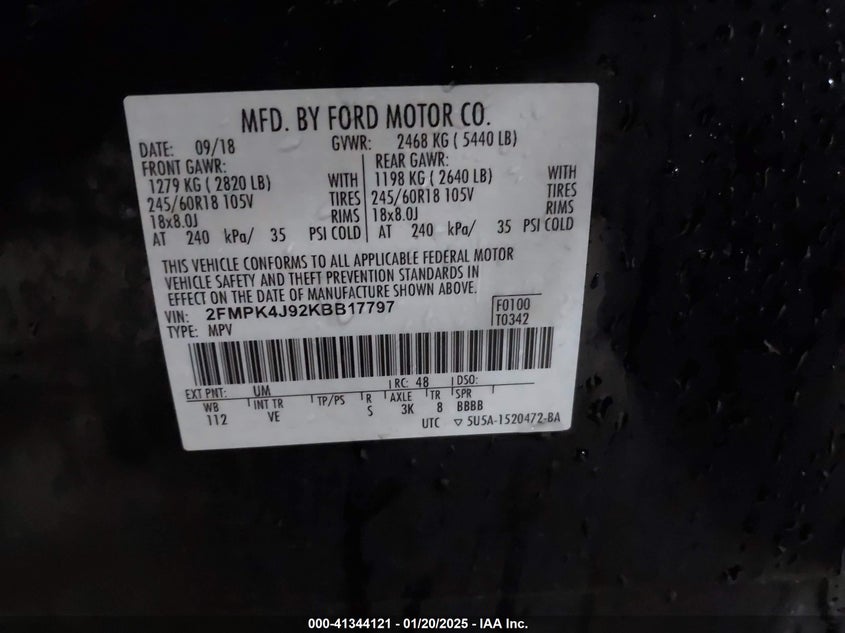 MFD. BY FORD MOTOR CO.
DATE: 09/18 GVWR: 2468 KG ( 5440 LB)
FRONT GAWR: REAR GAWR:
1279 KG ( 2820 LB) WITH 1198 KG ( 2640 LB) WITH
245/60R18 105V TIRES 245/60R18 105V TIRES
18x8.0J RIMS 18x8.0J RIMS
AT 240 kPa/ 35 PSI COLD AT 240 kPa/ 35 PSI COLD
THIS VEHICLE CONFORMS TO ALL APPLICABLE FEDERAL MOTOR
VEHICLE SAFETY AND THEFT PREVENTION STANDARDS IN
EFFECT ON THE DATE OF MANUFACTURE SHOWN ABOVE.
VIN: 2FMPK4J92KBB17797 F0100
TYPE: MPV T0342
EXT PNT: UM RC: 48 DSO:
WB INT TR TP/PS R AXLE TR SPR
112 VE S 3K 8 BBBB
UTC ▽ 5U5A-1520472-BA
000-41344121 - 01/20/2025 - IAA Inc.